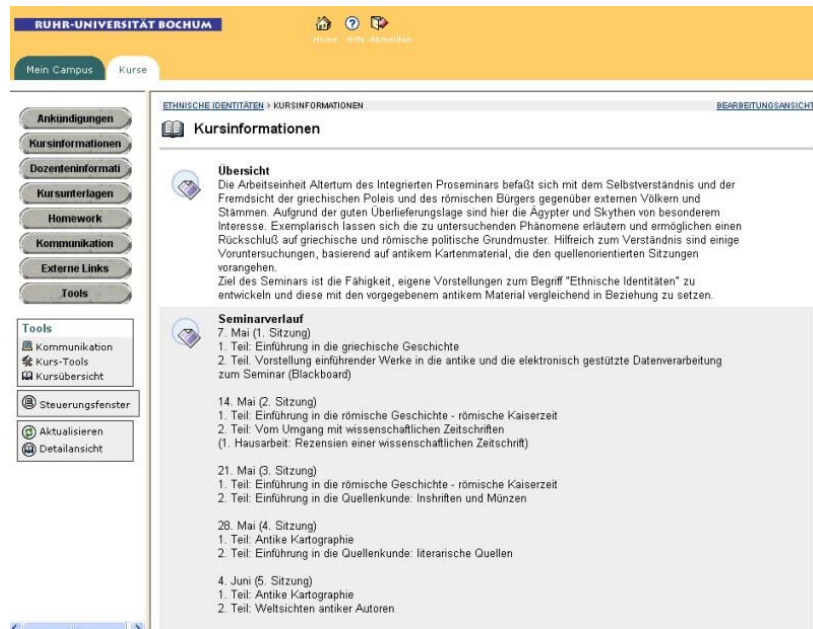 RUHR-UNIVERSITÄT BOCHUM
Home Hilfe Abmelden
Mein Campus Kurse
ETHNISCHE IDENTITÄTEN > KURSINFORMATIONEN
BEARBEITUNGSANSICHT
Kursinformationen
Ankündigungen
Kursinformationen
Dozenteninformati
Kursunterlagen
Homework
Kommunikation
Externe Links
Tools
Tools
Kommunikation
Kurs-Tools
Kursübersicht
Steuerungsfenster
Aktualisieren
Detailansicht
Übersicht
Die Arbeitseinheit Altertum des Integrierten Proseminars befaßt sich mit dem Selbstverständnis und der
Fremdsicht der griechischen Poleis und des römischen Bürgers gegenüber externen Völkern und
Stämmen. Aufgrund der guten Überlieferungslage sind hier die Ägypter und Skythen von besonderem
Interesse. Exemplarisch lassen sich die zu untersuchenden Phänomene erläutern und ermöglichen einen
Rückschluß auf griechische und römische politische Grundmuster. Hilfreich zum Verständnis sind einige
Voruntersuchungen, basierend auf antikem Kartenmaterial, die den quellenorientierten Sitzungen
vorangehen.
Ziel des Seminars ist die Fähigkeit, eigene Vorstellungen zum Begriff "Ethnische Identitäten" zu
entwickeln und diese mit den vorgegebenem antikem Material vergleichend in Beziehung zu setzen.
Seminarverlauf
7. Mai (1. Sitzung)
1. Teil: Einführung in die griechische Geschichte
2. Teil. Vorstellung einführender Werke in die antike und die elektronisch gestützte Datenverarbeitung
zum Seminar (Blackboard)
14. Mai (2. Sitzung)
1. Teil: Einführung in die römische Geschichte - römische Kaiserzeit
2. Teil: Vom Umgang mit wissenschaftlichen Zeitschriften
(1. Hausarbeit: Rezensien einer wissenschaftlichen Zeitschrift)
21. Mai (3. Sitzung)
1. Teil: Einführung in die römische Geschichte - römische Kaiserzeit
2. Teil: Einführung in die Quellenkunde: Inshriften und Münzen
28. Mai (4. Sitzung)
1. Teil: Antike Kartographie
2. Teil: Einführung in die Quellenkunde: literarische Quellen
4. Juni (5. Sitzung)
1. Teil: Antike Kartographie
2. Teil: Weltsichten antiker Autoren